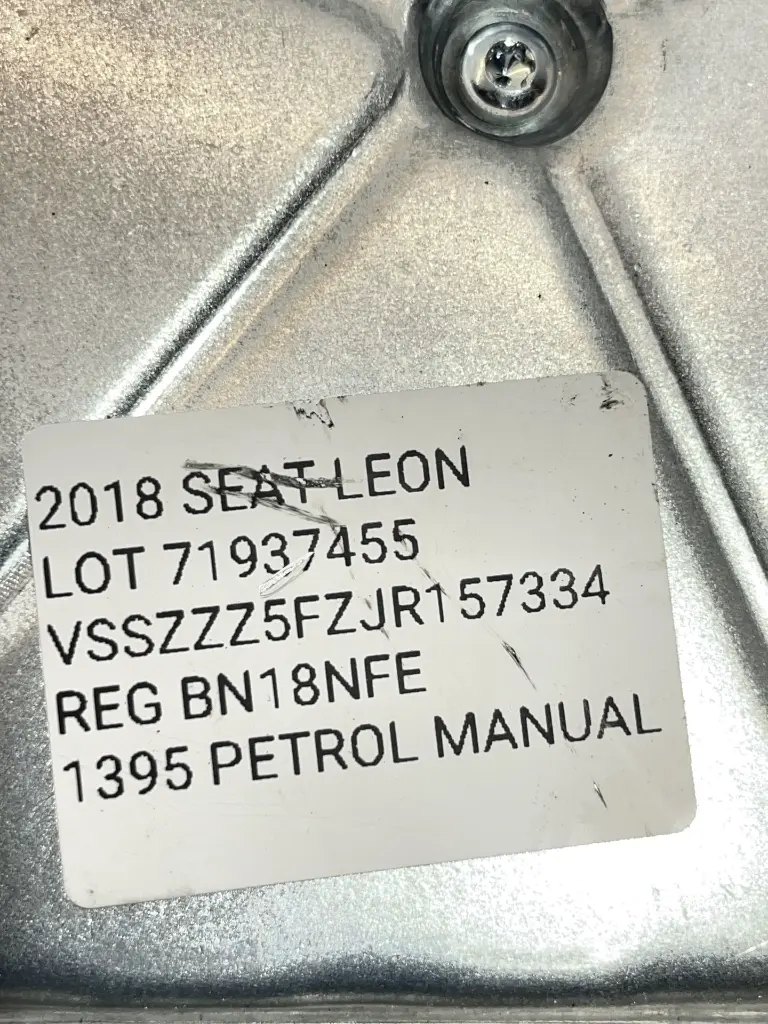 2018 SEAT LEON
LOT 71937455
VSSZZZ5FZJR157334
REG BN18NFE
1395 PETROL MANUAL